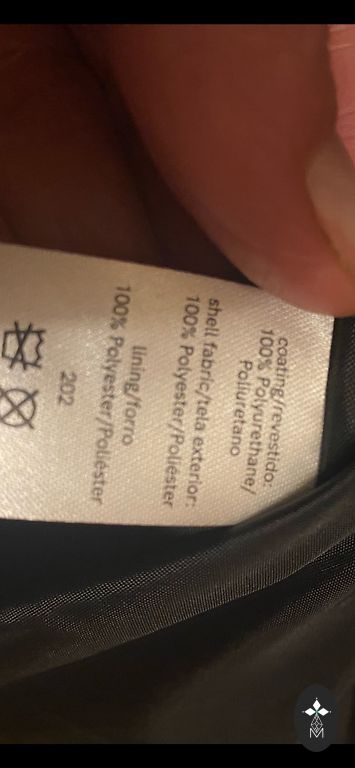 coating/revestido:
100% Polyurethane/
Poliuretano
shell fabric/tela exterior:
100% Polyester/Poliéster
lining/forro
100% Polyester/Poliéster
202
M